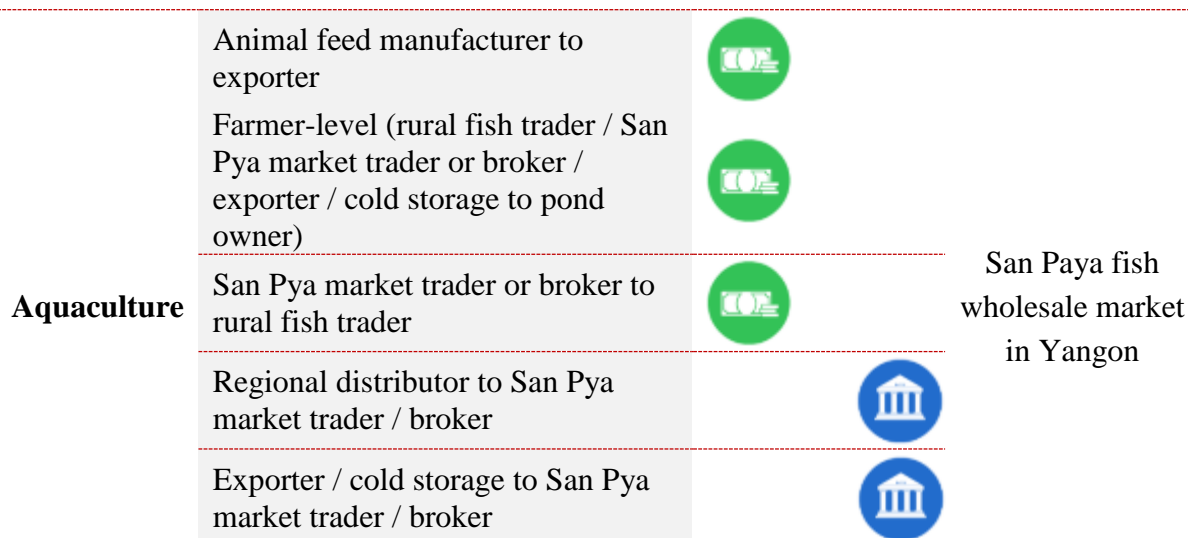 Animal feed manufacturer to
exporter
Farmer-level (rural fish trader / San
Pya market trader or broker /
exporter / cold storage to pond
owner)
Aquaculture
San Pya market trader or broker to
rural fish trader
Regional distributor to San Pya
market trader / broker
Exporter / cold storage to San Pya
market trader / broker
San Paya fish
wholesale market
in Yangon